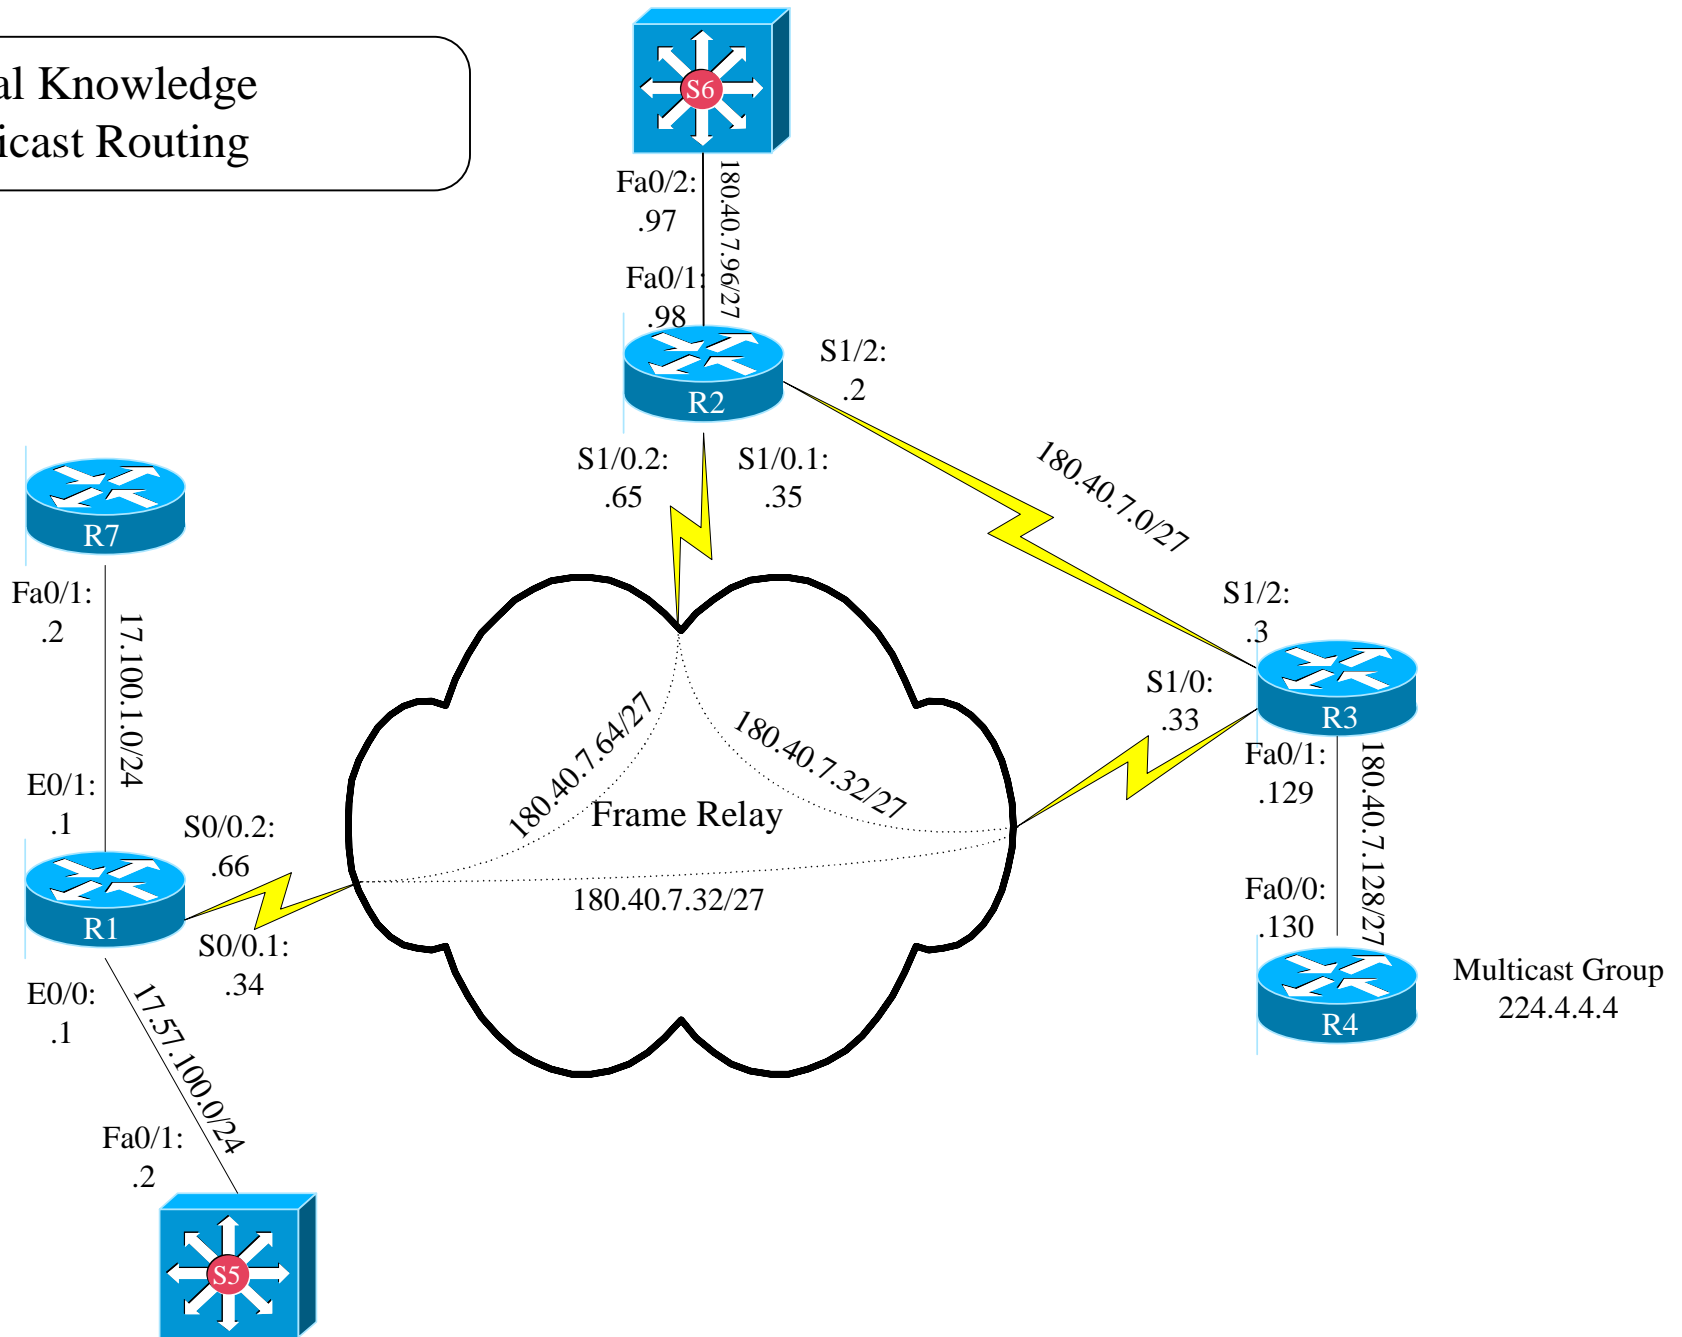 al Knowledge
icast Routing
S6
Fa0/2:
.97
180.40.7.96/27
Fa0/1:
.98
R2
S1/2:
.2
S1/0.2:
.65
S1/0.1:
.35
180.40.7.0/27
R7
Fa0/1:
.2
17.100.1.0/24
S1/2:
.3
S1/0:
.33
R3
180.40.7.64/27
180.40.7.32/27
Frame Relay
180.40.7.32/27
Fa0/1:
.129
180.40.7.128/27
E0/1:
.1
S0/0.2:
.66
R1
S0/0.1:
.34
Fa0/0:
.130
R4
Multicast Group
224.4.4.4
E0/0:
.1
17.57.100.0/24
Fa0/1:
.2
S5